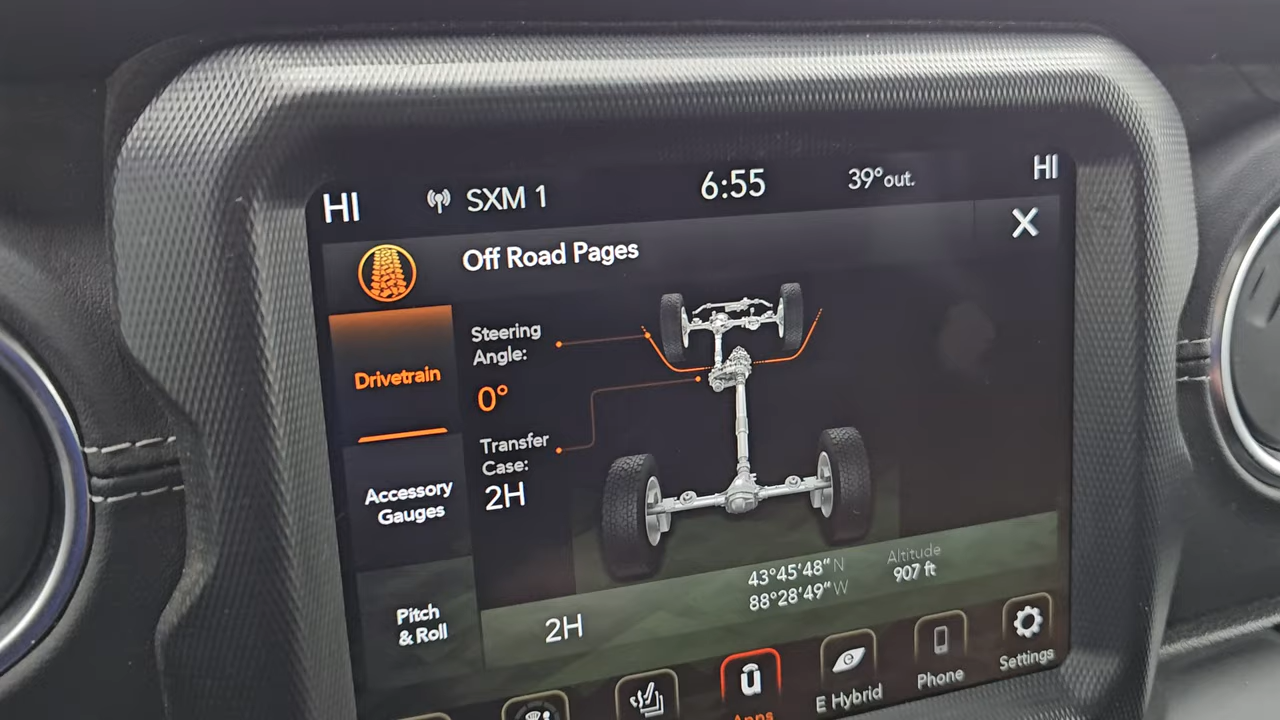 HI
SXM 1
6:55
39°out.
HI
X
Off Road Pages
Steering
Angle:
0°
Drivetrain
Transfer
Case:
2H
Accessory
Gauges
43°45'48"N
88°28'49"W
Altitude
907 ft
Pitch
& Roll
2H
Apps
E Hybrid
Phone
Settings